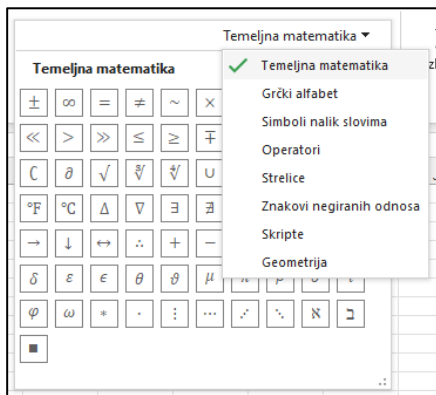 Temeljna matematika
Temeljna matematika
± ∞ = ≠ ~ ×
≪ > ≫ ≤ ≥ ∓
∁ ∂ √ ∛ ∜ ∪
°F °C ∆ ∇ ∃ ∄
→ ↓ ↔ ∴ + −
δ ε ϵ θ ϑ μ
φ ω * ∙ ⋮ ⋯ ⋰ ⋱ ℵ ℶ
∎
Temeljna matematika
Grčki alfabet
Simboli nalik slovima
Operatori
Strelice
Znakovi negiranih odnosa
Skripte
Geometrija